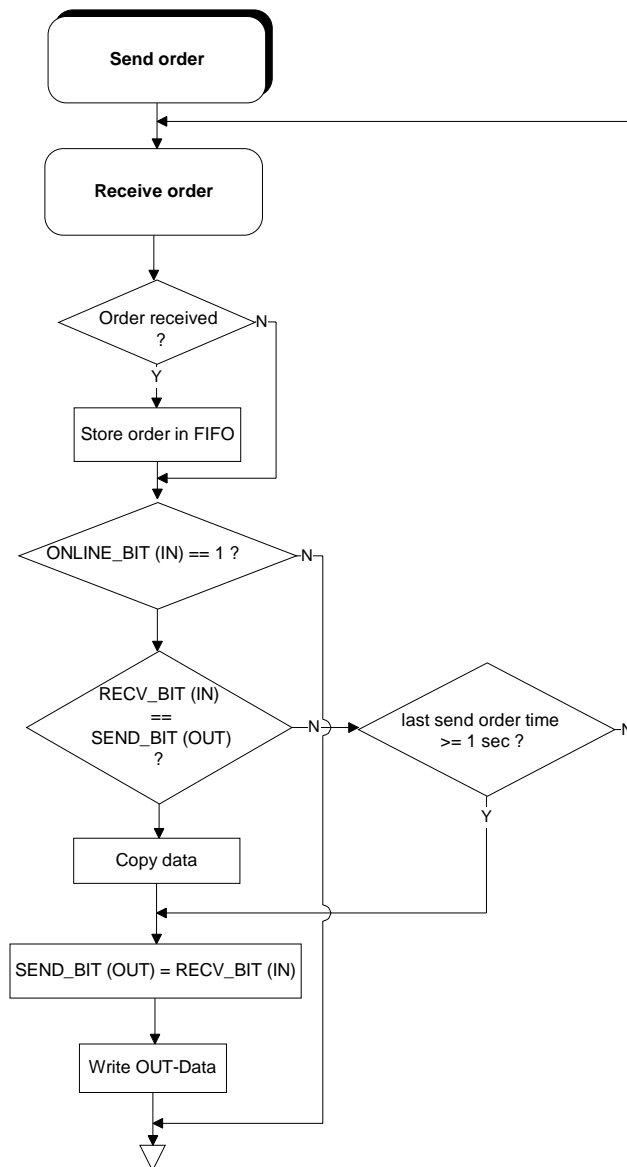 Send order
Receive order
Order received
?
N
Y
Store order in FIFO
ONLINE_BIT (IN) == 1 ?
N
RECV_BIT (IN)
==
SEND_BIT (OUT)
?
N
last send order time
>= 1 sec ?
N
Y
Copy data
SEND_BIT (OUT) = RECV_BIT (IN)
Write OUT-Data